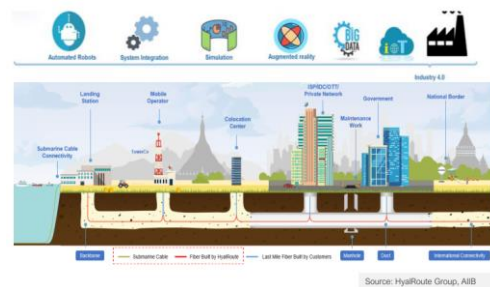 Automated Robots
System Integration
Simulation
Augmented reality
BIG
DATA
IoT
Industry 4.0
Landing
Station
Mobile
Operator
Colocation
Center
ISP/IDC/OTT/
Private Network
Maintenance
Work
Government
National Border
Submarine Cable
Connectivity
TowerCo
Backbone
Submarine Cable
Fiber Built by HyalRoute
Last Mile Fiber Built by Customers
Manhole
Duct
International Connectivity
Source: HyalRoute Group, AIIB